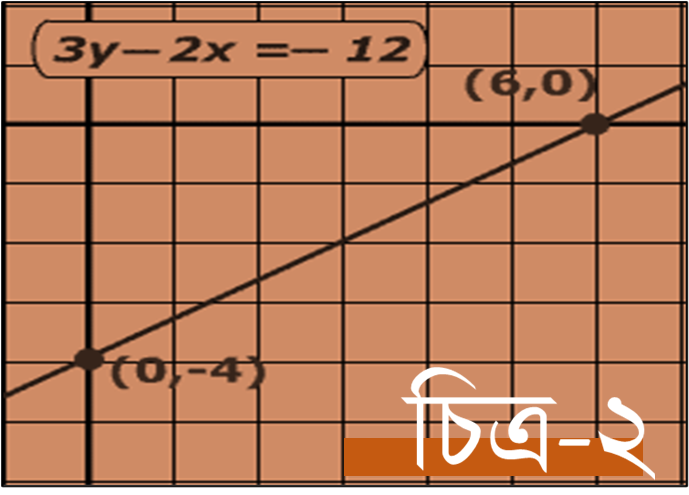 3y− 2x =− 12
(6,0)
(0,-4)
চিত্র-২